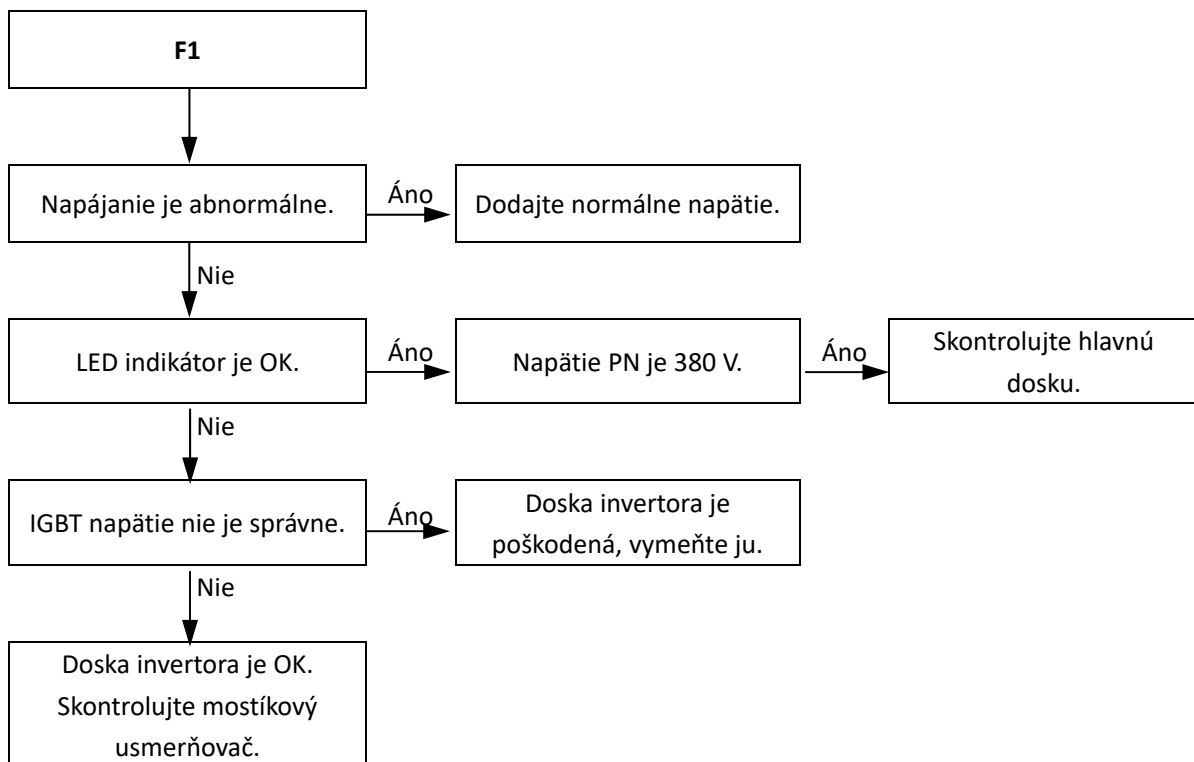 F1
Napájanie je abnormálne.
Áno
Dodajte normálne napätie.
Nie
LED indikátor je OK.
Áno
Napätie PN je 380 V.
Áno
Skontrolujte hlavnú
dosku.
Nie
IGBT napätie nie je správne.
Áno
Doska invertora je
poškodená, vymeňte ju.
Nie
Doska invertora je OK.
Skontrolujte mostíkový
usmerňovač.